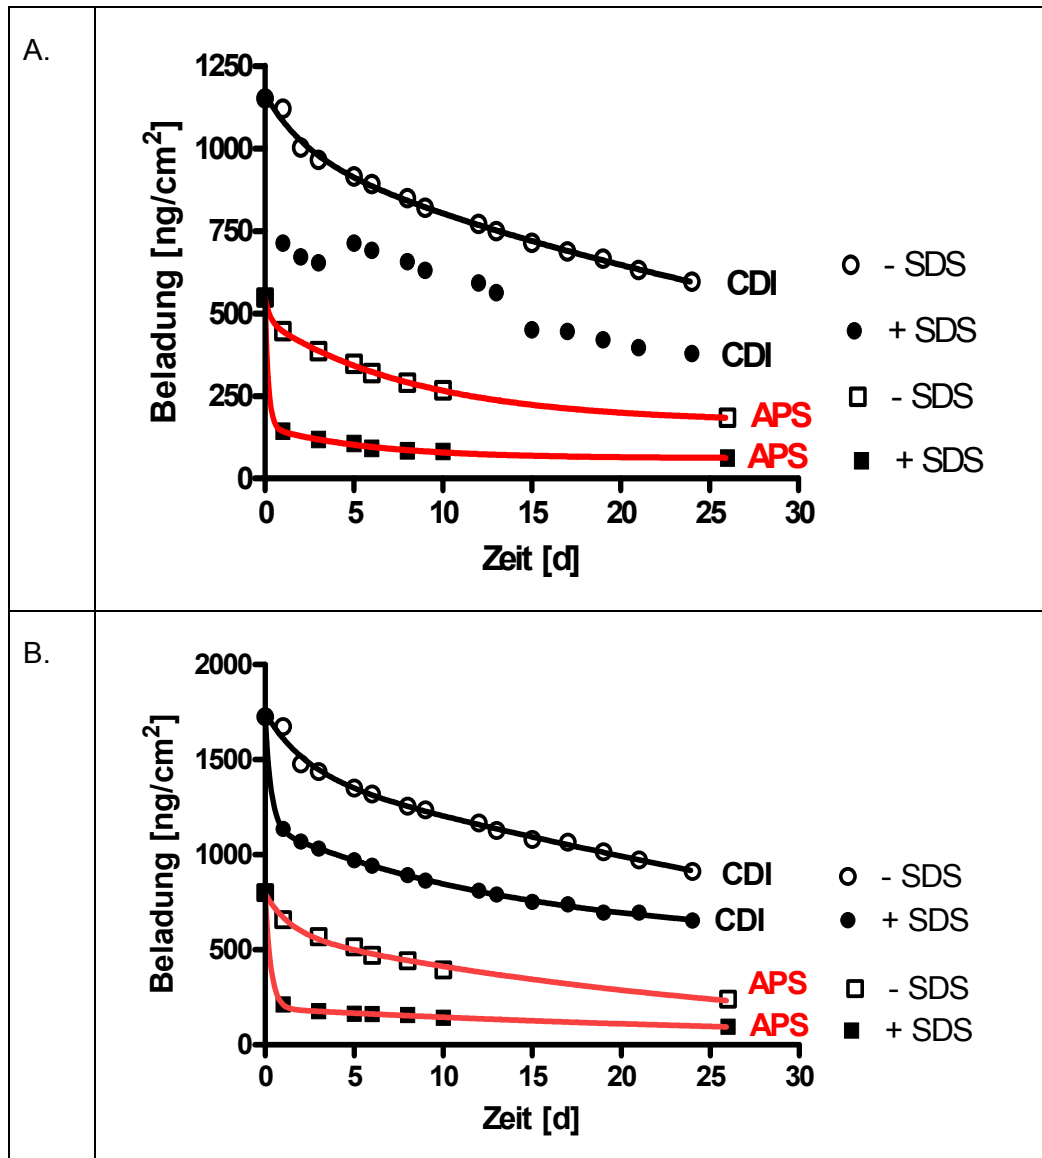 A.
1250
1000
750
500
250
0
Beladung [ng/cm²]
0 5 10 15 20 25 30
Zeit [d]
CDI
CDI
APS
APS
- SDS
+ SDS
- SDS
+ SDS
B.
2000
1500
1000
500
0
Beladung [ng/cm²]
0 5 10 15 20 25 30
Zeit [d]
CDI
CDI
APS
APS
- SDS
+ SDS
- SDS
+ SDS